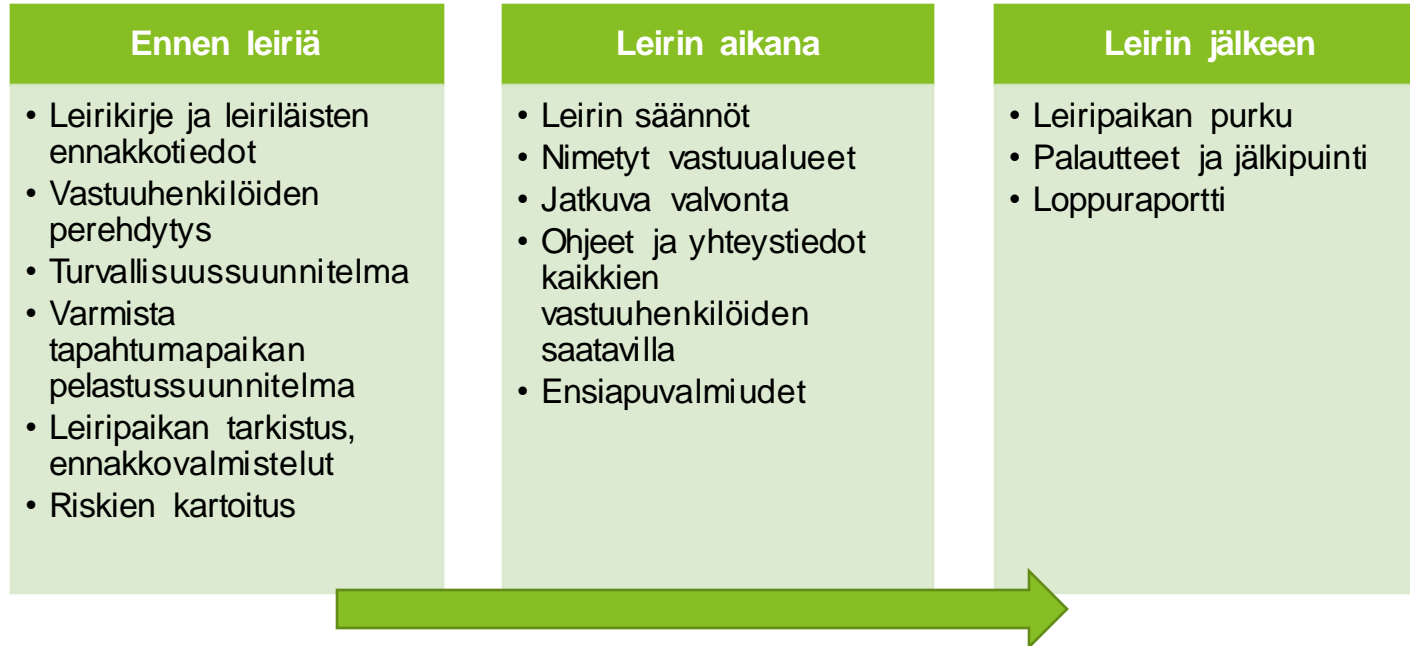 Ennen leiriä
• Leirikirje ja leiriläisten
ennakkotiedot
• Vastuuhenkilöiden
perehdytys
• Turvallisuussuunnitelma
• Varmista
tapahtumapaikan
pelastussuunnitelma
• Leiripaikan tarkistus,
ennakkovalmistelut
• Riskien kartoitus
Leirin aikana
• Leirin säännöt
• Nimetyt vastuualueet
• Jatkuva valvonta
• Ohjeet ja yhteystiedot
kaikkien
vastuuhenkilöiden
saatavilla
• Ensiapuvalmiudet
Leirin jälkeen
• Leiripaikan purku
• Palautteet ja jälkipuinti
• Loppuraportti